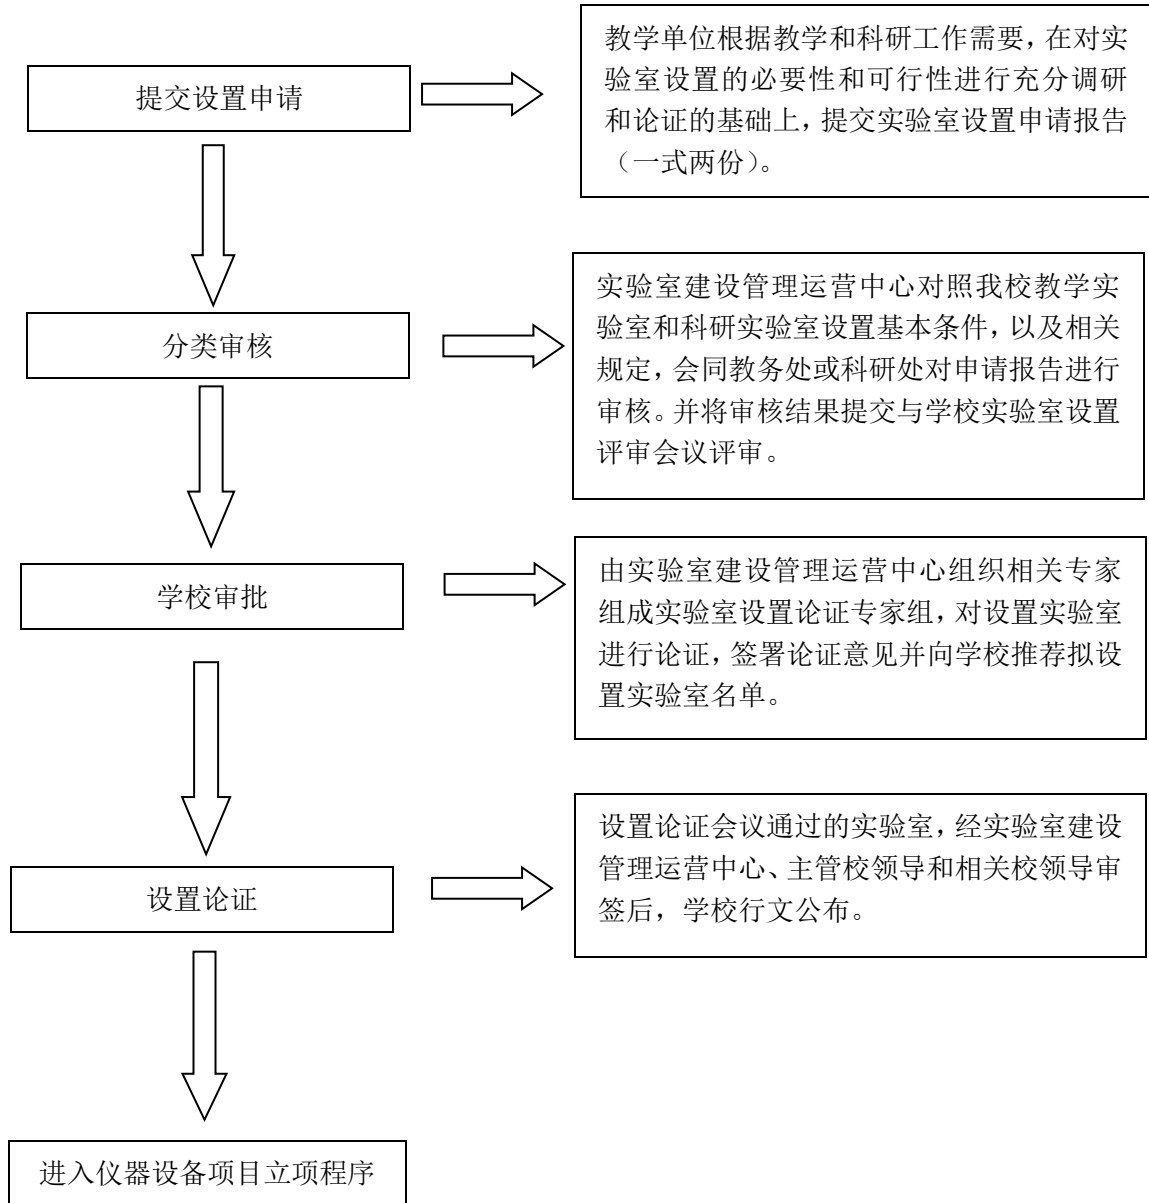 提交设置申请
教学单位根据教学和科研工作需要，在对实
验室设置的必要性和可行性进行充分调研
和论证的基础上，提交实验室设置申请报告
（一式两份）。
分类审核
实验室建设管理运营中心对照我校教学实
验室和科研实验室设置基本条件，以及相关
规定，会同教务处或科研处对申请报告进行
审核。并将审核结果提交与学校实验室设置
评审会议评审。
学校审批
由实验室建设管理运营中心组织相关专家
组成实验室设置论证专家组，对设置实验室
进行论证，签署论证意见并向学校推荐拟设
置实验室名单。
设置论证
设置论证会议通过的实验室，经实验室建设
管理运营中心、主管校领导和相关校领导审
签后，学校行文公布。
进入仪器设备项目立项程序